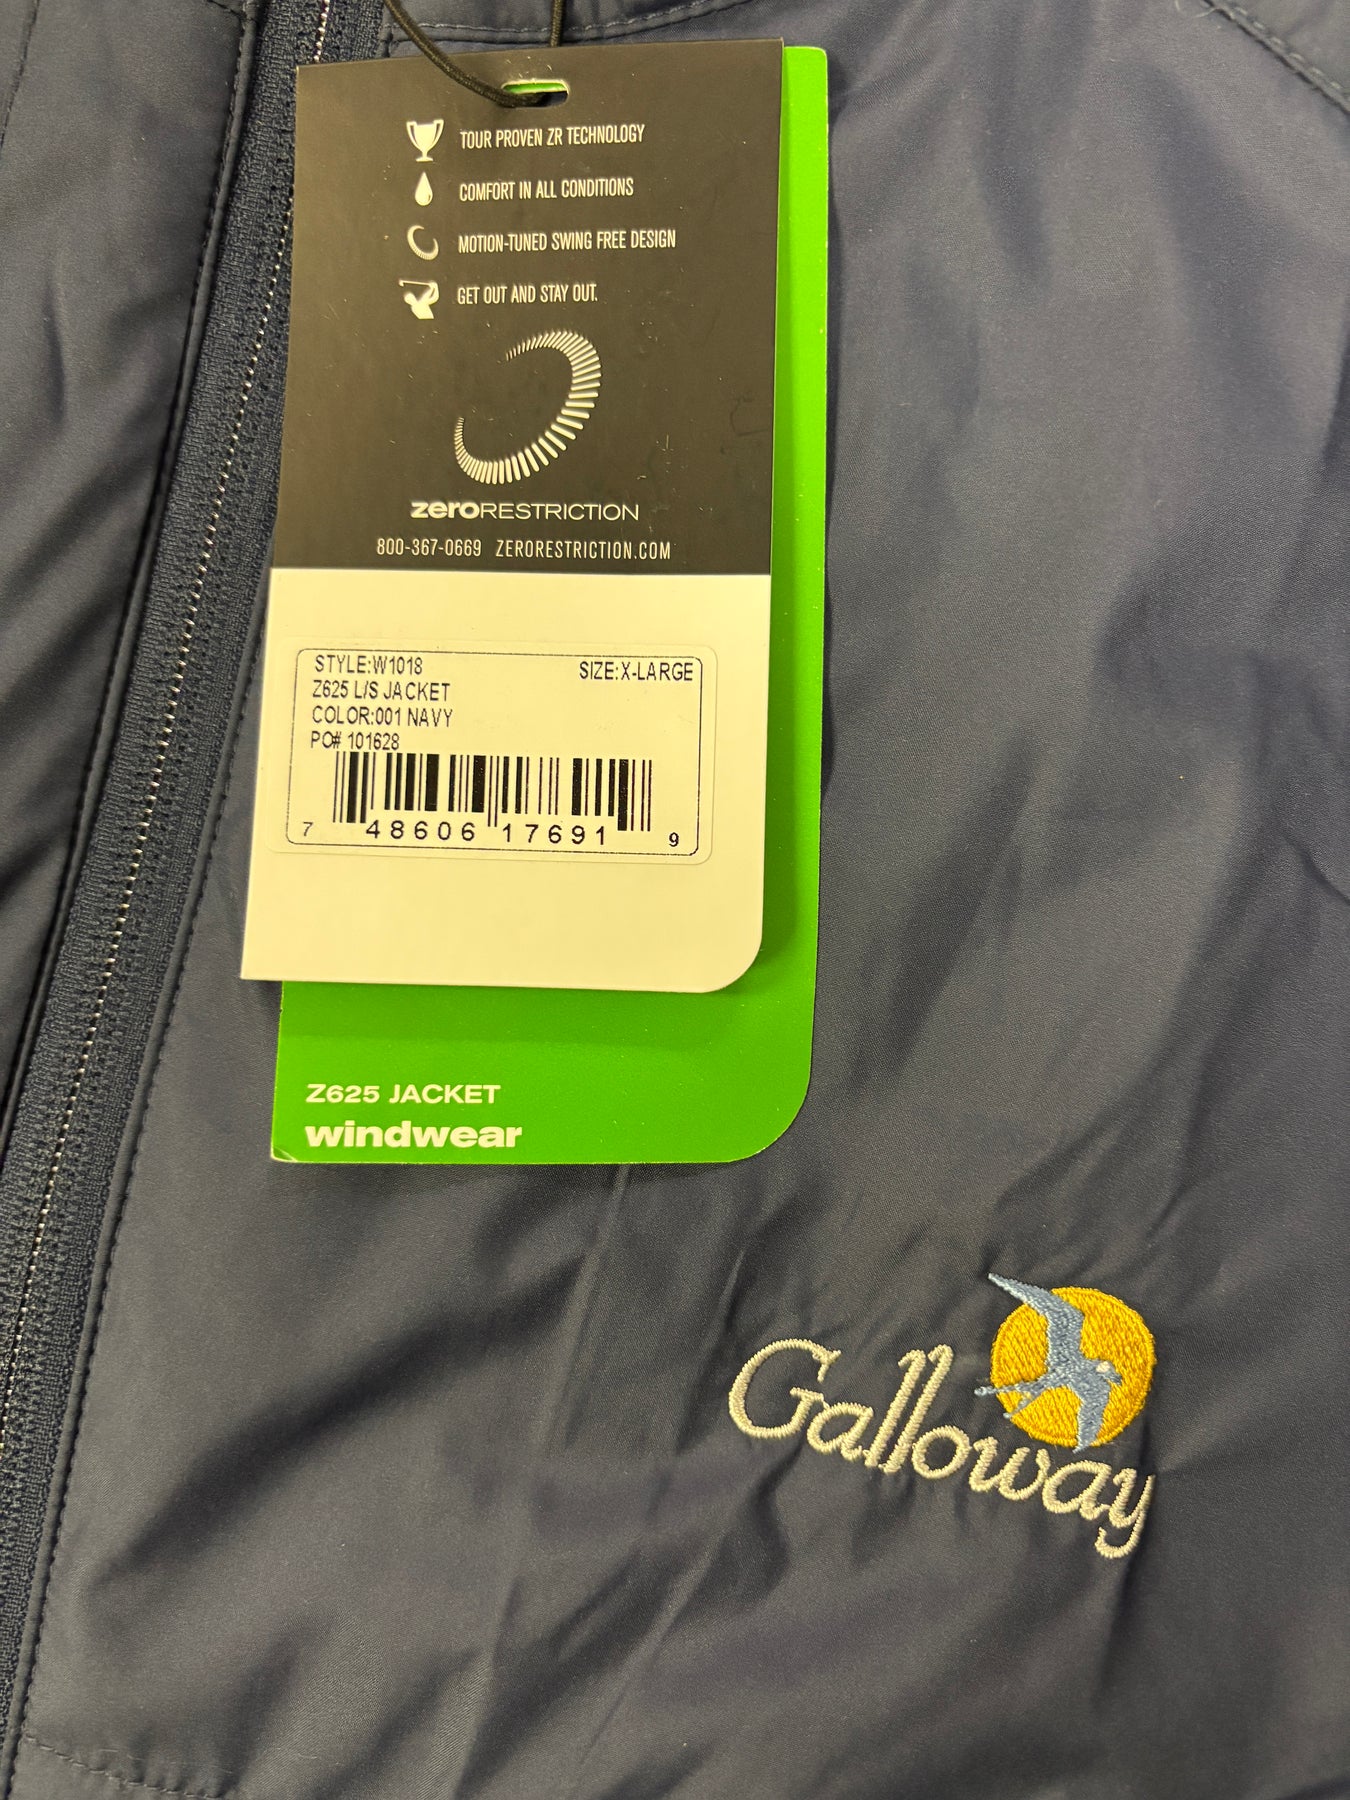 TOUR PROVEN ZR TECHNOLOGY
COMFORT IN ALL CONDITIONS
MOTION-TUNED SWING FREE DESIGN
GET OUT AND STAY OUT.
zeroRESTRICTION
800-367-0669 ZERORESTRICTION.COM
STYLE:W1018 SIZE:X-LARGE
Z625 L/S JACKET
COLOR:001 NAVY
PO# 101628
7 48606 17691 9
Z625 JACKET
windwear
Galloway